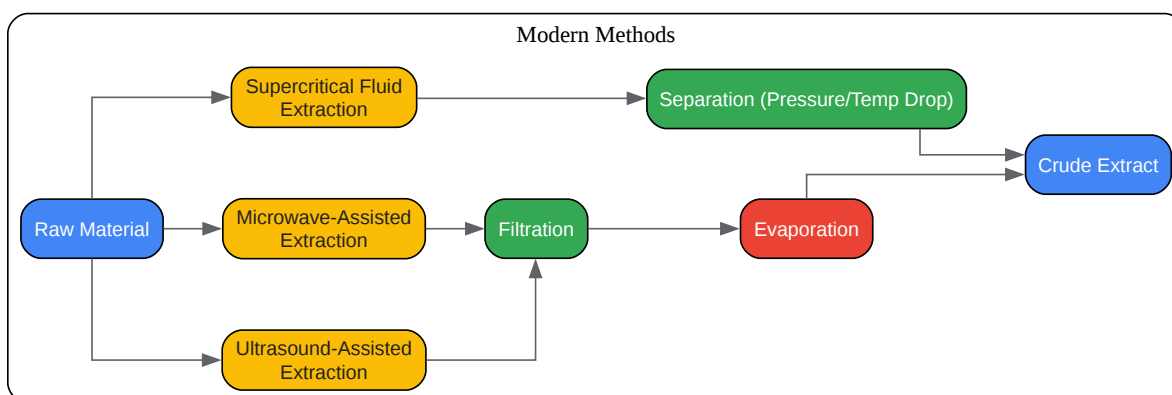 Modern Methods
Supercritical Fluid
Extraction
Separation (Pressure/Temp Drop)
Crude Extract
Raw Material
Microwave-Assisted
Extraction
Filtration
Evaporation
Ultrasound-Assisted
Extraction